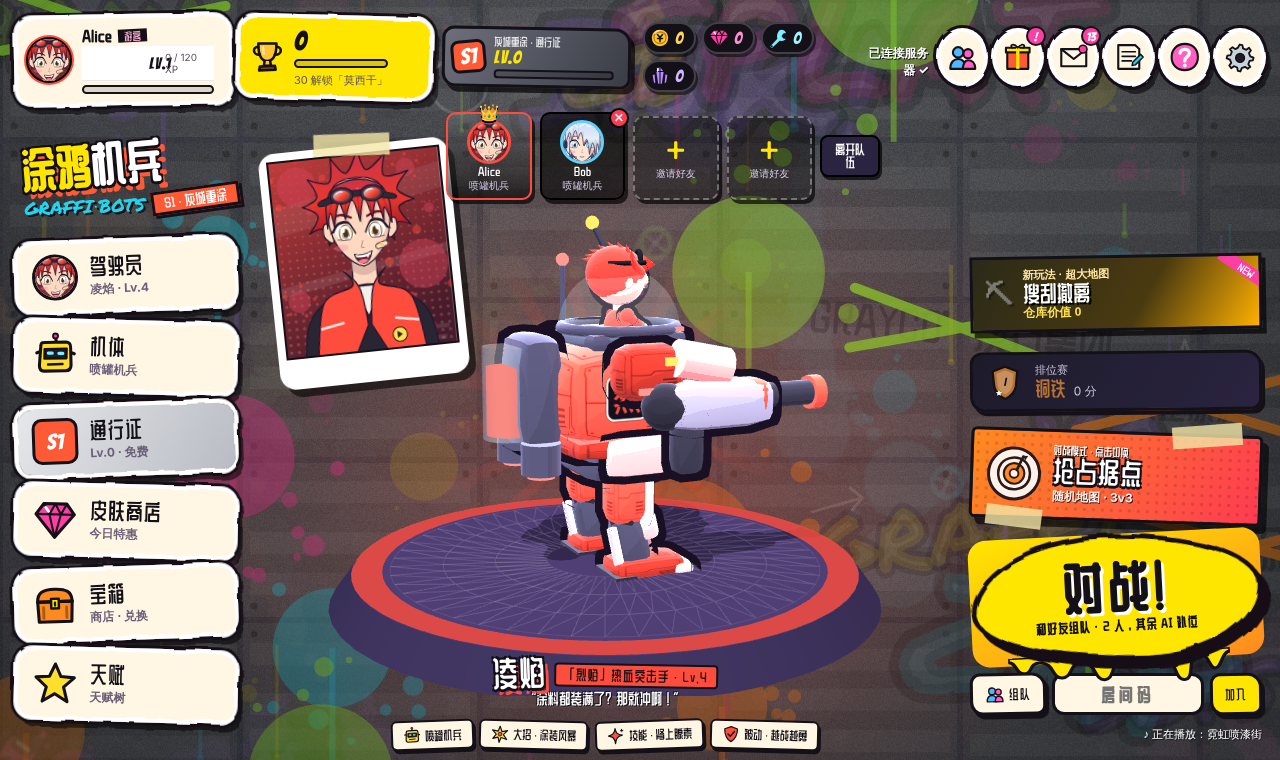 Alice 游客
LV.1
0 / 120 XP
0
30 解锁「莫西干」
S1
灰城重涂 · 通行证
LV.0
0
0
0
0
已连接服务器 ✓
!
13
?
涂鸦机兵
GRAFFI·BOTS
S1 · 灰城重涂
Alice
喷罐机兵
Bob
喷罐机兵
+
邀请好友
+
邀请好友
离开队伍
驾驶员
凌焰 · Lv.4
机体
喷罐机兵
S1
通行证
Lv.0 · 免费
皮肤商店
今日特惠
宝箱
商店 · 兑换
天赋
天赋树
新玩法 · 超大地图
搜刮撤离
仓库价值 0
NEW
排位赛
铜铁 0 分
对战模式 · 点击切换
抢占据点
随机地图 · 3v3
对战!
和好友组队 · 2 人，其余 AI 补位
组队
房间码
加入
凌焰
「烈焰」热血突击手 · Lv.4
“涂料都装满了？那就冲啊！”
喷罐机兵
大招 · 涂装风暴
被动 · 越战越勇
♪ 正在播放：霓虹喷漆街